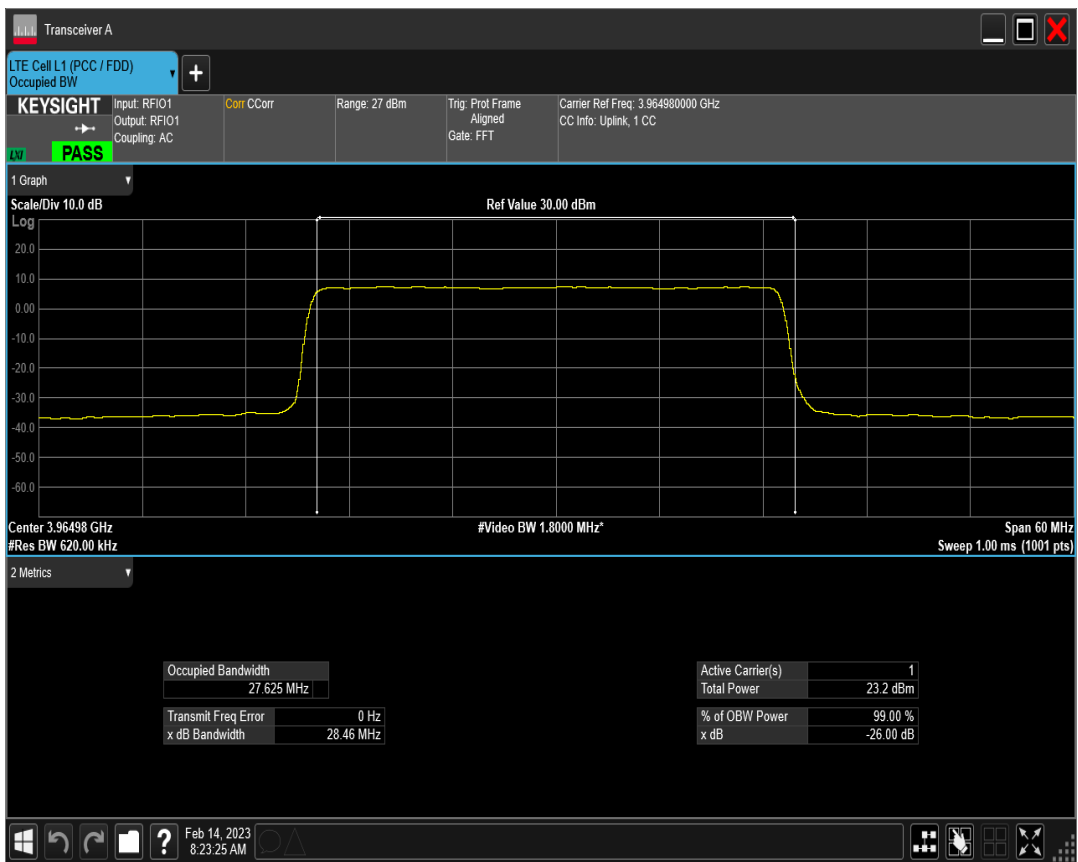 Transceiver A
LTE Cell L1 (PCC / FDD)
Occupied BW
+
KEYSIGHT
LXI
PASS
Input: RFIO1
Output: RFIO1
Coupling: AC
Corr CCorr
Range: 27 dBm
Trig: Prot Frame
Aligned
Gate: FFT
Carrier Ref Freq: 3.964980000 GHz
CC Info: Uplink, 1 CC
1 Graph
Scale/Div 10.0 dB
Ref Value 30.00 dBm
Log
20.0
10.0
0.00
-10.0
-20.0
-30.0
-40.0
-50.0
-60.0
Center 3.96498 GHz
#Video BW 1.8000 MHz*
Span 60 MHz
#Res BW 620.00 kHz
Sweep 1.00 ms (1001 pts)
2 Metrics
Occupied Bandwidth
27.625 MHz
Transmit Freq Error 0 Hz
x dB Bandwidth 28.46 MHz
Active Carrier(s) 1
Total Power 23.2 dBm
% of OBW Power 99.00 %
x dB -26.00 dB
?
Feb 14, 2023
8:23:25 AM